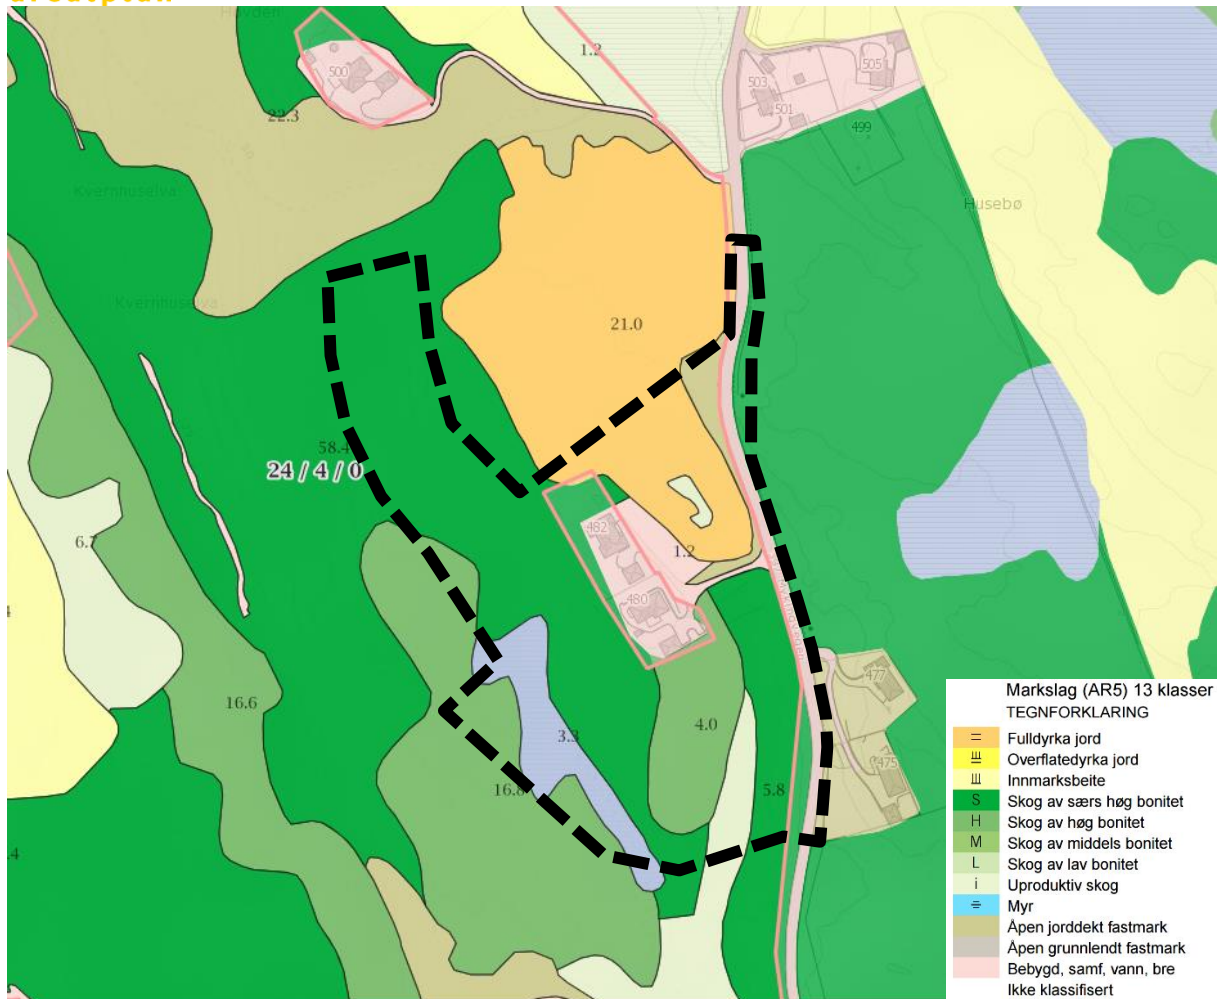 Høvden
1.2
500
503
505
501
22.3
499
Kvernhuselva
Husebø
Kvernhuselva
21.0
58.4
24 / 4 / 0
482
6.7
1.2
480
477
16.6
4.0
3.3
475
16.8
5.8
Markslag (AR5) 13 klasser
TEGNFORKLARING
Fulldyrka jord
Overflatedyrka jord
Innmarksbeite
S Skog av særs høg bonitet
H Skog av høg bonitet
M Skog av middels bonitet
L Skog av lav bonitet
i Uproduktiv skog
Myr
Åpen jorddekt fastmark
Åpen grunnlendt fastmark
Bebygd, samf, vann, bre
Ikke klassifisert